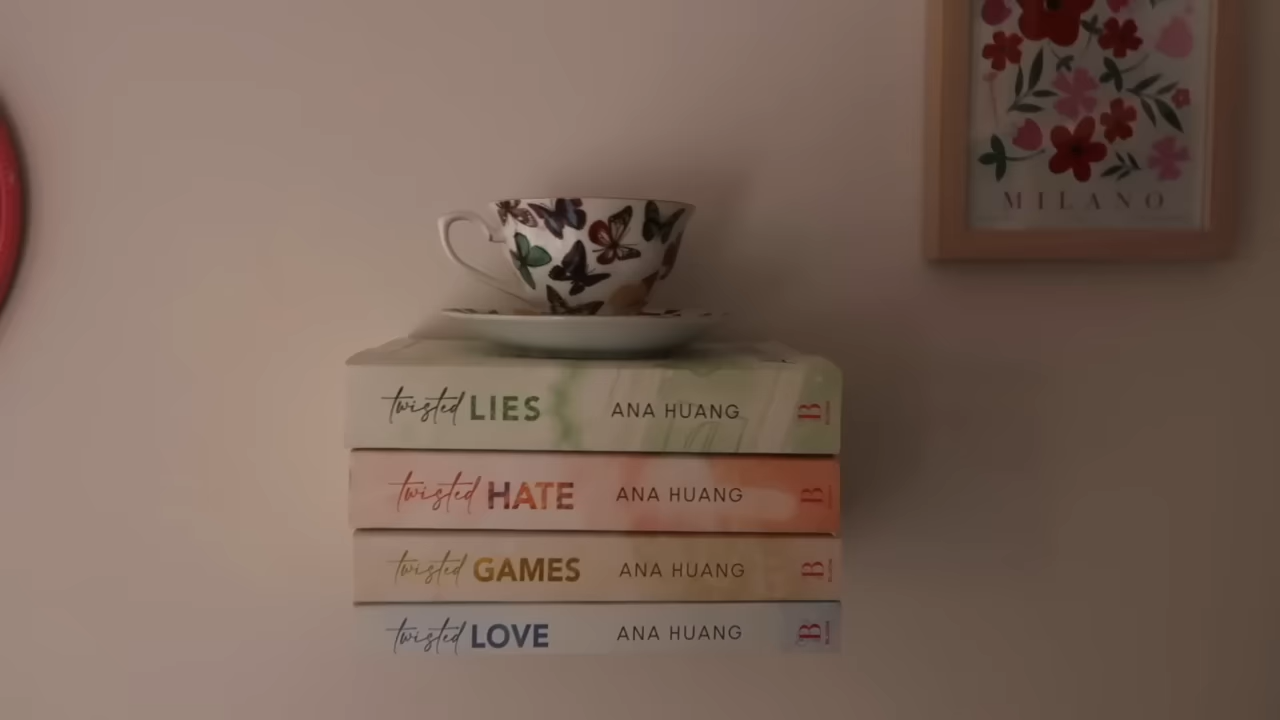 MILANO
twisted LIES ANA HUANG B
twisted HATE ANA HUANG B
twisted GAMES ANA HUANG B
twisted LOVE ANA HUANG B